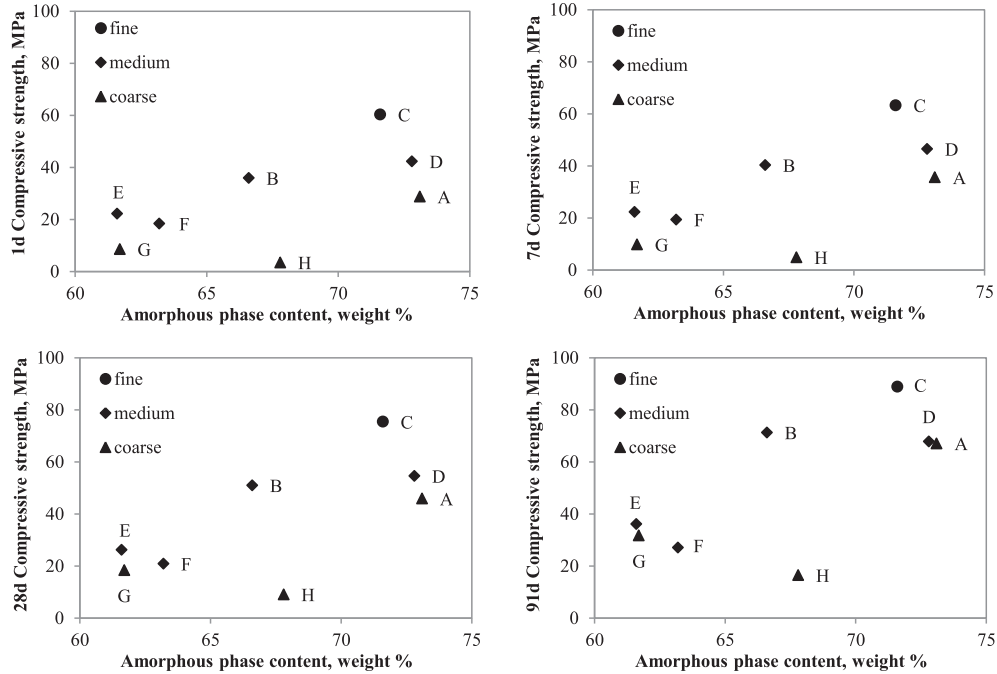 1d Compressive strength, MPa
100
80
60
40
20
0
fine
medium
coarse
C
D
B
A
E
F
G
H
60
65
70
75
Amorphous phase content, weight %
7d Compressive strength, MPa
100
80
60
40
20
0
fine
medium
coarse
C
D
B
A
E
F
G
H
60
65
70
75
Amorphous phase content, weight %
28d Compressive strength, MPa
100
80
60
40
20
0
fine
medium
coarse
C
D
B
A
E
F
G
H
60
65
70
75
Amorphous phase content, weight %
91d Compressive strength, MPa
100
80
60
40
20
0
fine
medium
coarse
C
D
B
A
E
F
G
H
60
65
70
75
Amorphous phase content, weight %